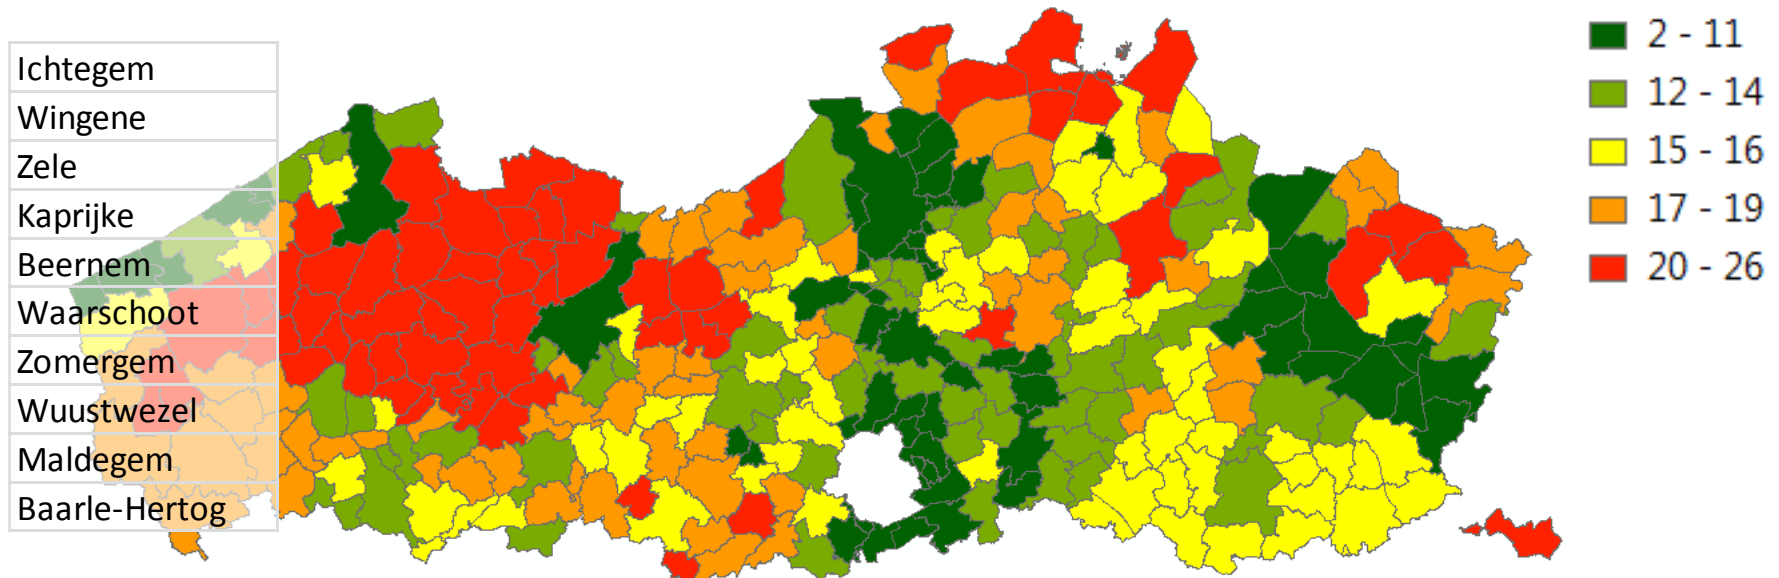 Ichtegem
Wingene
Zele
Kaprijke
Beernem
Waarschoot
Zomergem
Wuustwezel
Maldegem
Baarle-Hertog
2 - 11
12 - 14
15 - 16
17 - 19
20 - 26